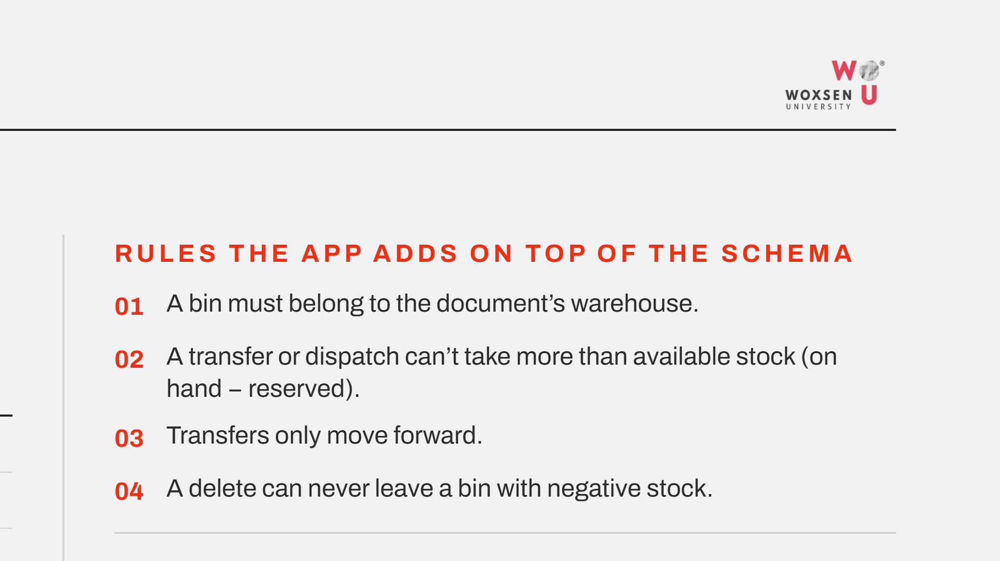 W ®
WOXSEN U
UNIVERSITY
RULES THE APP ADDS ON TOP OF THE SCHEMA
01 A bin must belong to the document’s warehouse.
02 A transfer or dispatch can’t take more than available stock (on
hand – reserved).
03 Transfers only move forward.
04 A delete can never leave a bin with negative stock.